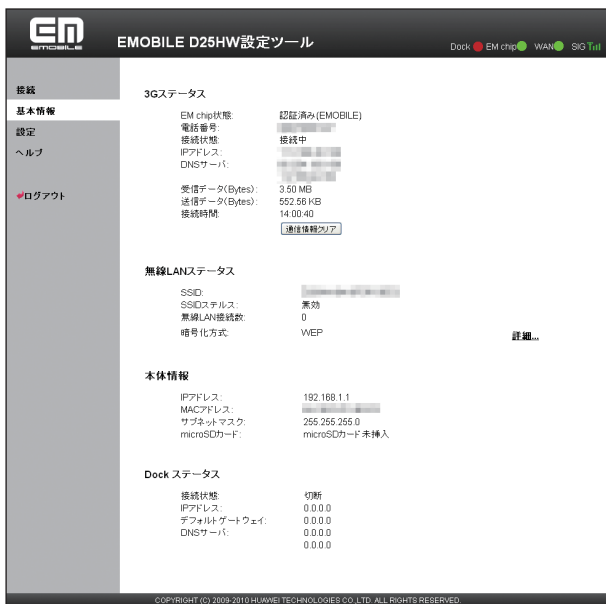 EM
EMOBILE
EMOBILE D25HW設定ツール
Dock EM chip WAN SIG
接続
基本情報
設定
ヘルプ
ログアウト
3Gステータス
EM chip状態: 認証済み(EMOBILE)
電話番号:
接続状態: 接続中
IPアドレス:
DNSサーバ:
受信データ(Bytes): 3.50 MB
送信データ(Bytes): 552.56 KB
接続時間: 14:00:40
通信情報クリア
無線LANステータス
SSID:
SSIDステルス: 無効
無線LAN接続数: 0
暗号化方式: WEP 詳細...
本体情報
IPアドレス: 192.168.1.1
MACアドレス:
サブネットマスク: 255.255.255.0
microSDカード: microSDカード未挿入
Dock ステータス
接続状態: 切断
IPアドレス: 0.0.0.0
デフォルトゲートウェイ: 0.0.0.0
DNSサーバ: 0.0.0.0
0.0.0.0
COPYRIGHT (C) 2009-2010 HUAWEI TECHNOLOGIES CO.,LTD. ALL RIGHTS RESERVED.